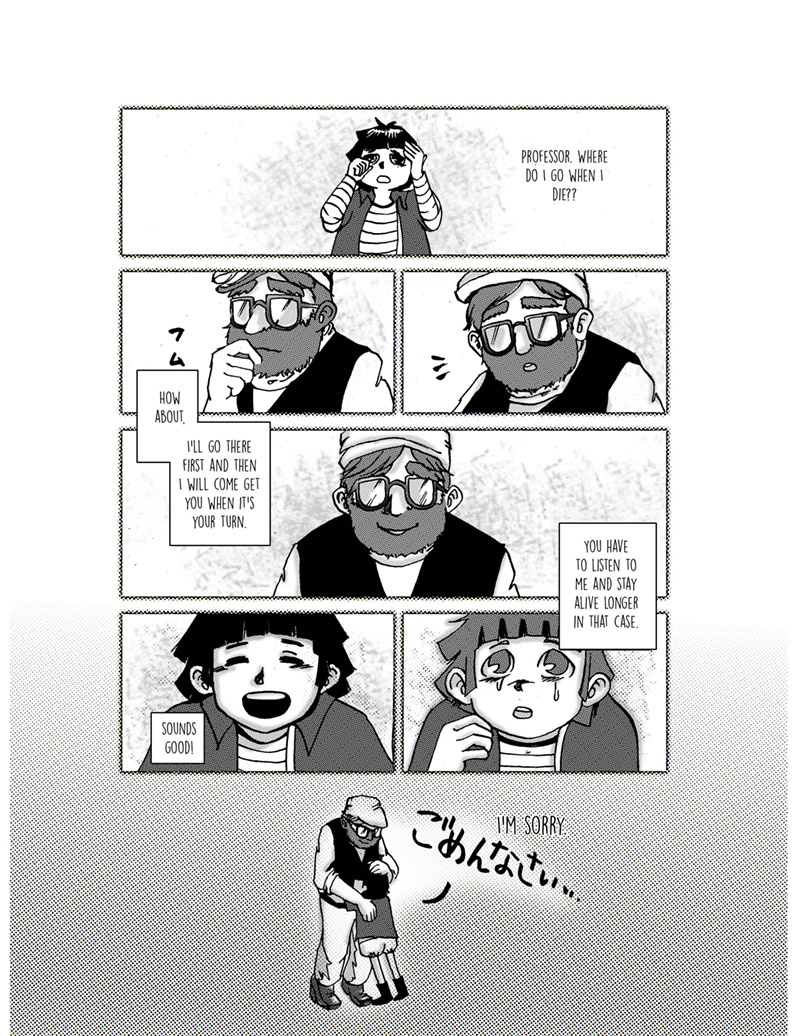 PROFESSOR. WHERE
DO I GO WHEN I
DIE??
フム
HOW
ABOUT,
I'LL GO THERE
FIRST AND THEN
I WILL COME GET
YOU WHEN IT'S
YOUR TURN.
YOU HAVE
TO LISTEN TO
ME AND STAY
ALIVE LONGER
IN THAT CASE.
SOUNDS
GOOD!
I'M SORRY.
ごめんなさい...